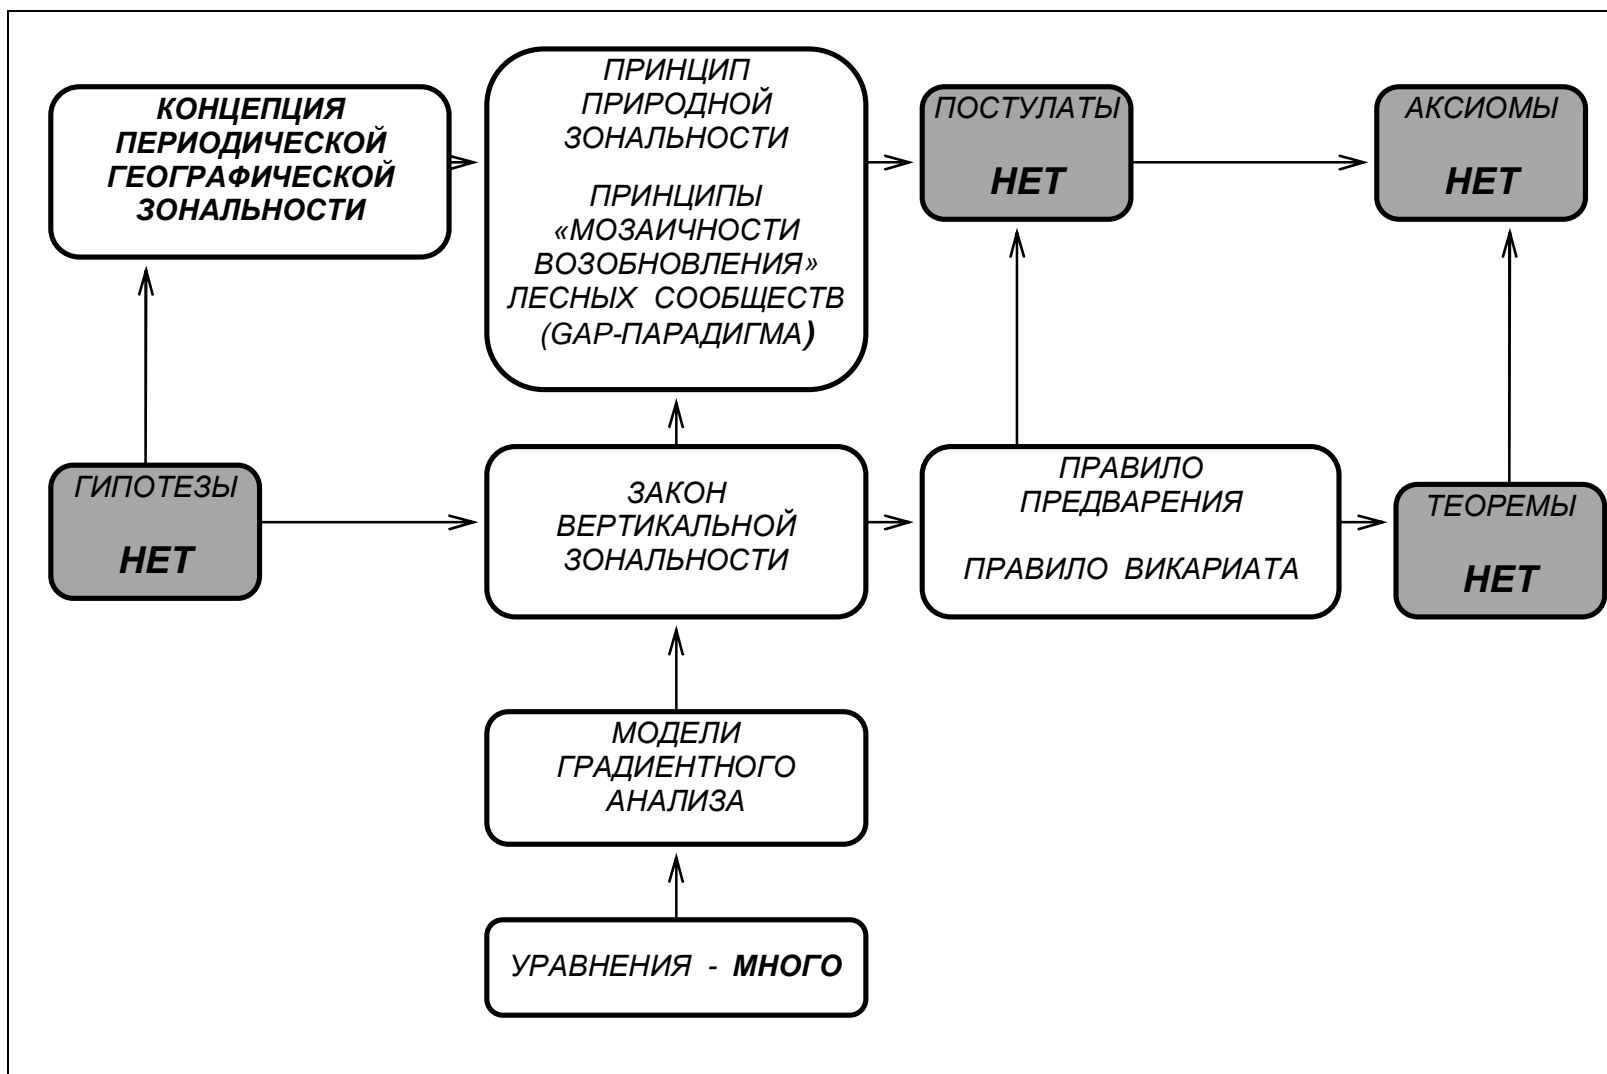 КОНЦЕПЦИЯ
ПЕРИОДИЧЕСКОЙ
ГЕОГРАФИЧЕСКОЙ
ЗОНАЛЬНОСТИ
ПРИНЦИП
ПРИРОДНОЙ
ЗОНАЛЬНОСТИ
ПРИНЦИПЫ
«МОЗАИЧНОСТИ
ВОЗОБНОВЛЕНИЯ»
ЛЕСНЫХ СООБЩЕСТВ
(GAP-ПАРАДИГМА)
ПОСТУЛАТЫ
НЕТ
АКСИОМЫ
НЕТ
ГИПОТЕЗЫ
НЕТ
ЗАКОН
ВЕРТИКАЛЬНОЙ
ЗОНАЛЬНОСТИ
ПРАВИЛО
ПРЕДВАРЕНИЯ
ПРАВИЛО ВИКАРИАТА
ТЕОРЕМЫ
НЕТ
МОДЕЛИ
ГРАДИЕНТНОГО
АНАЛИЗА
УРАВНЕНИЯ - МНОГО